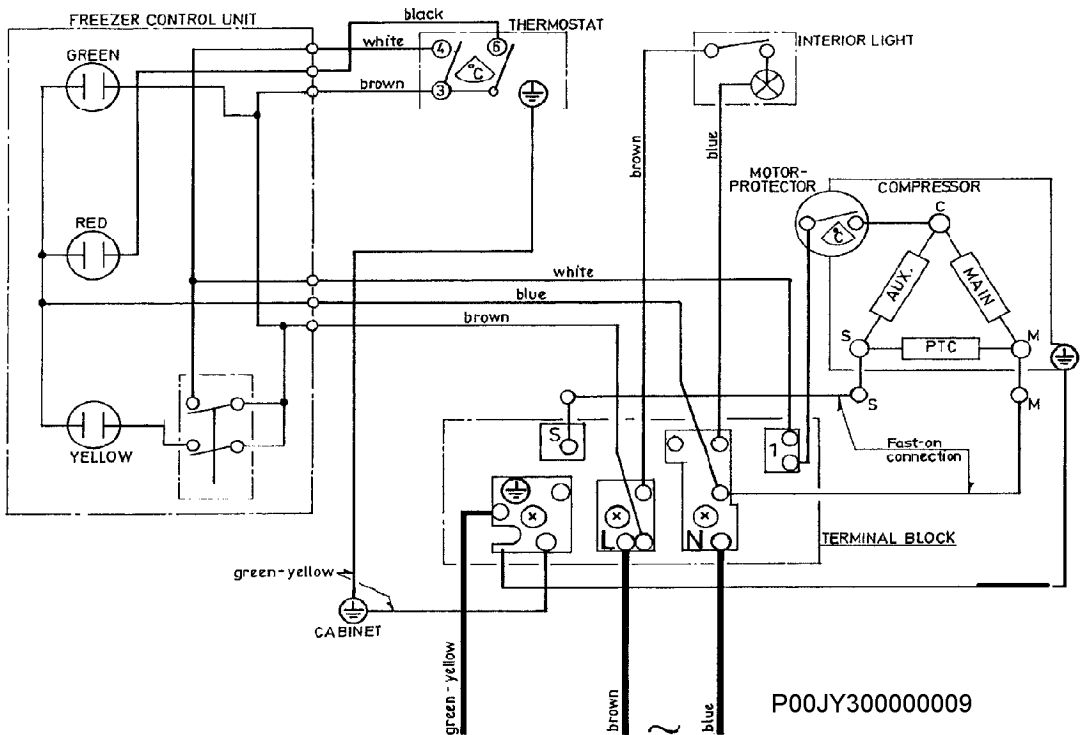 FREEZER CONTROL UNIT
black
THERMOSTAT
white
4
6
°C
brown
3
INTERIOR LIGHT
GREEN
brown
blue
MOTOR-
PROTECTOR
COMPRESSOR
C
°C
RED
AUX.
MAIN
white
blue
brown
S
PTC
M
S
M
YELLOW
S
1
Fast-on
connection
L
N
TERMINAL BLOCK
green-yellow
CABINET
green-yellow
brown
~
blue
P00JY300000009